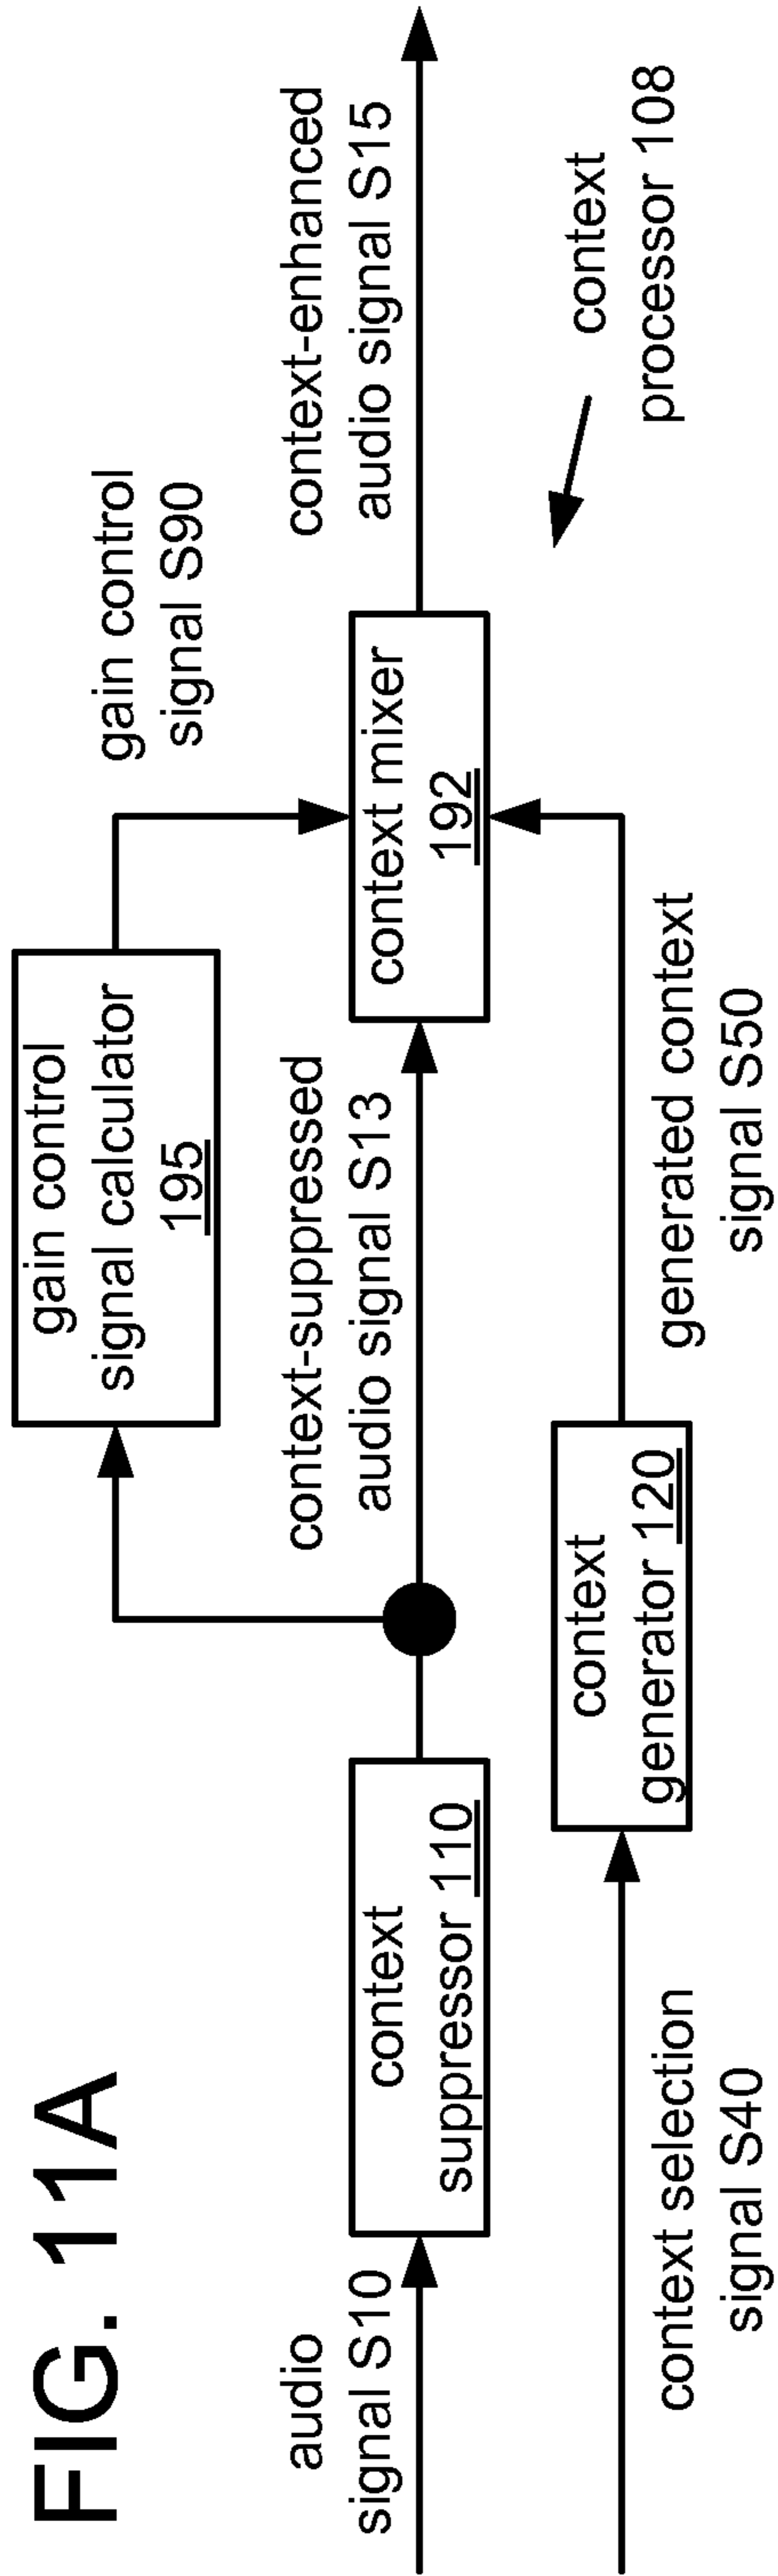 FIG. 11A
audio
signal S10
context
suppressor 110
context-suppressed
audio signal S13
gain control
signal calculator
195
gain control
signal S90
context mixer
192
context-enhanced
audio signal S15
context selection
signal S40
context
generator 120
generated context
signal S50
context
processor 108